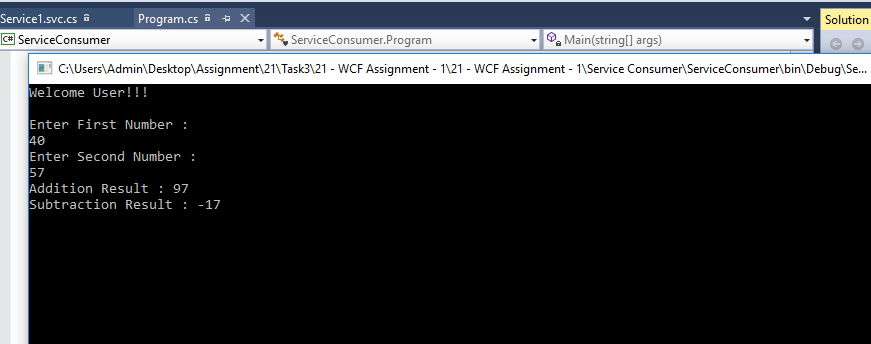 Service1.svc.cs Program.cs
Solution
C# ServiceConsumer ServiceConsumer.Program Main(string[] args)
C:\Users\Admin\Desktop\Assignment\21\Task3\21 - WCF Assignment - 1\21 - WCF Assignment - 1\Service Consumer\ServiceConsumer\bin\Debug\Se...
Welcome User!!!
Enter First Number :
40
Enter Second Number :
57
Addition Result : 97
Subtraction Result : -17